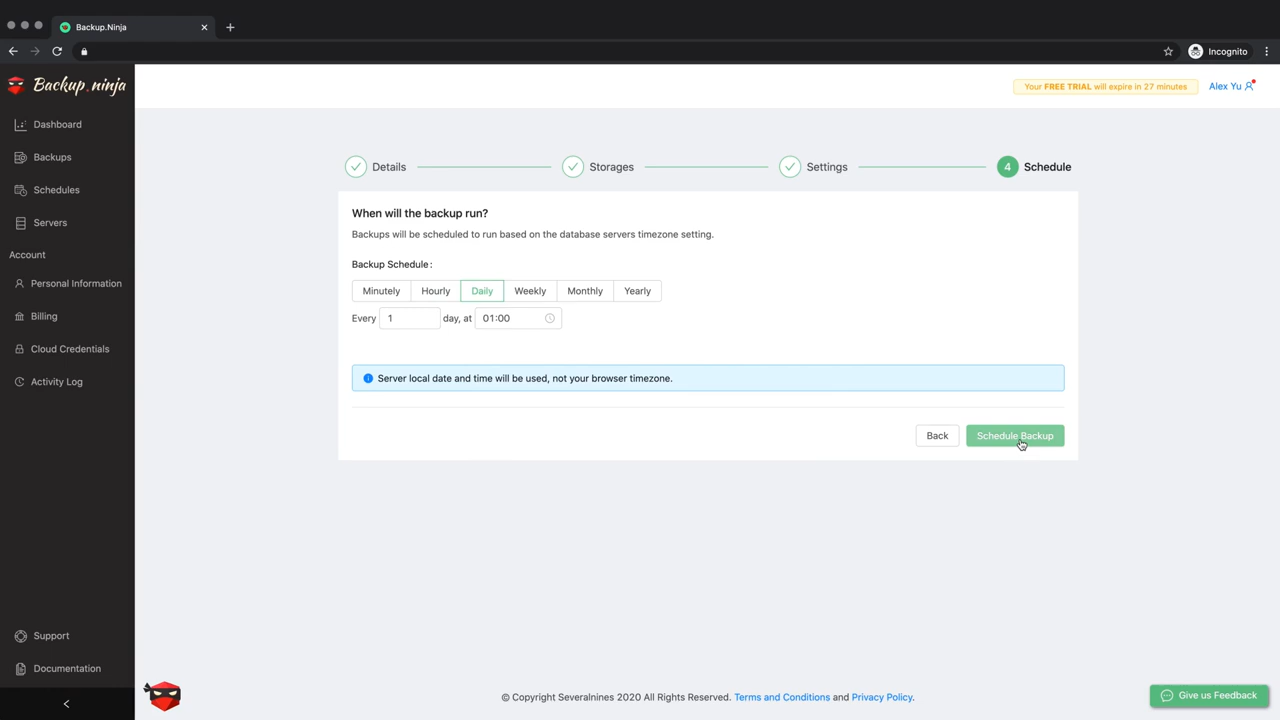 Backup.Ninja
Incognito
Backup.ninja
Your FREE TRIAL will expire in 27 minutes
Alex Yu
Dashboard
Backups
Schedules
Servers
Account
Personal Information
Billing
Cloud Credentials
Activity Log
Support
Documentation
Details
Storages
Settings
4 Schedule
When will the backup run?
Backups will be scheduled to run based on the database servers timezone setting.
Backup Schedule:
Minutely Hourly Daily Weekly Monthly Yearly
Every 1 day, at 01:00
Server local date and time will be used, not your browser timezone.
Back Schedule Backup
© Copyright Severalnines 2020 All Rights Reserved. Terms and Conditions and Privacy Policy.
Give us Feedback